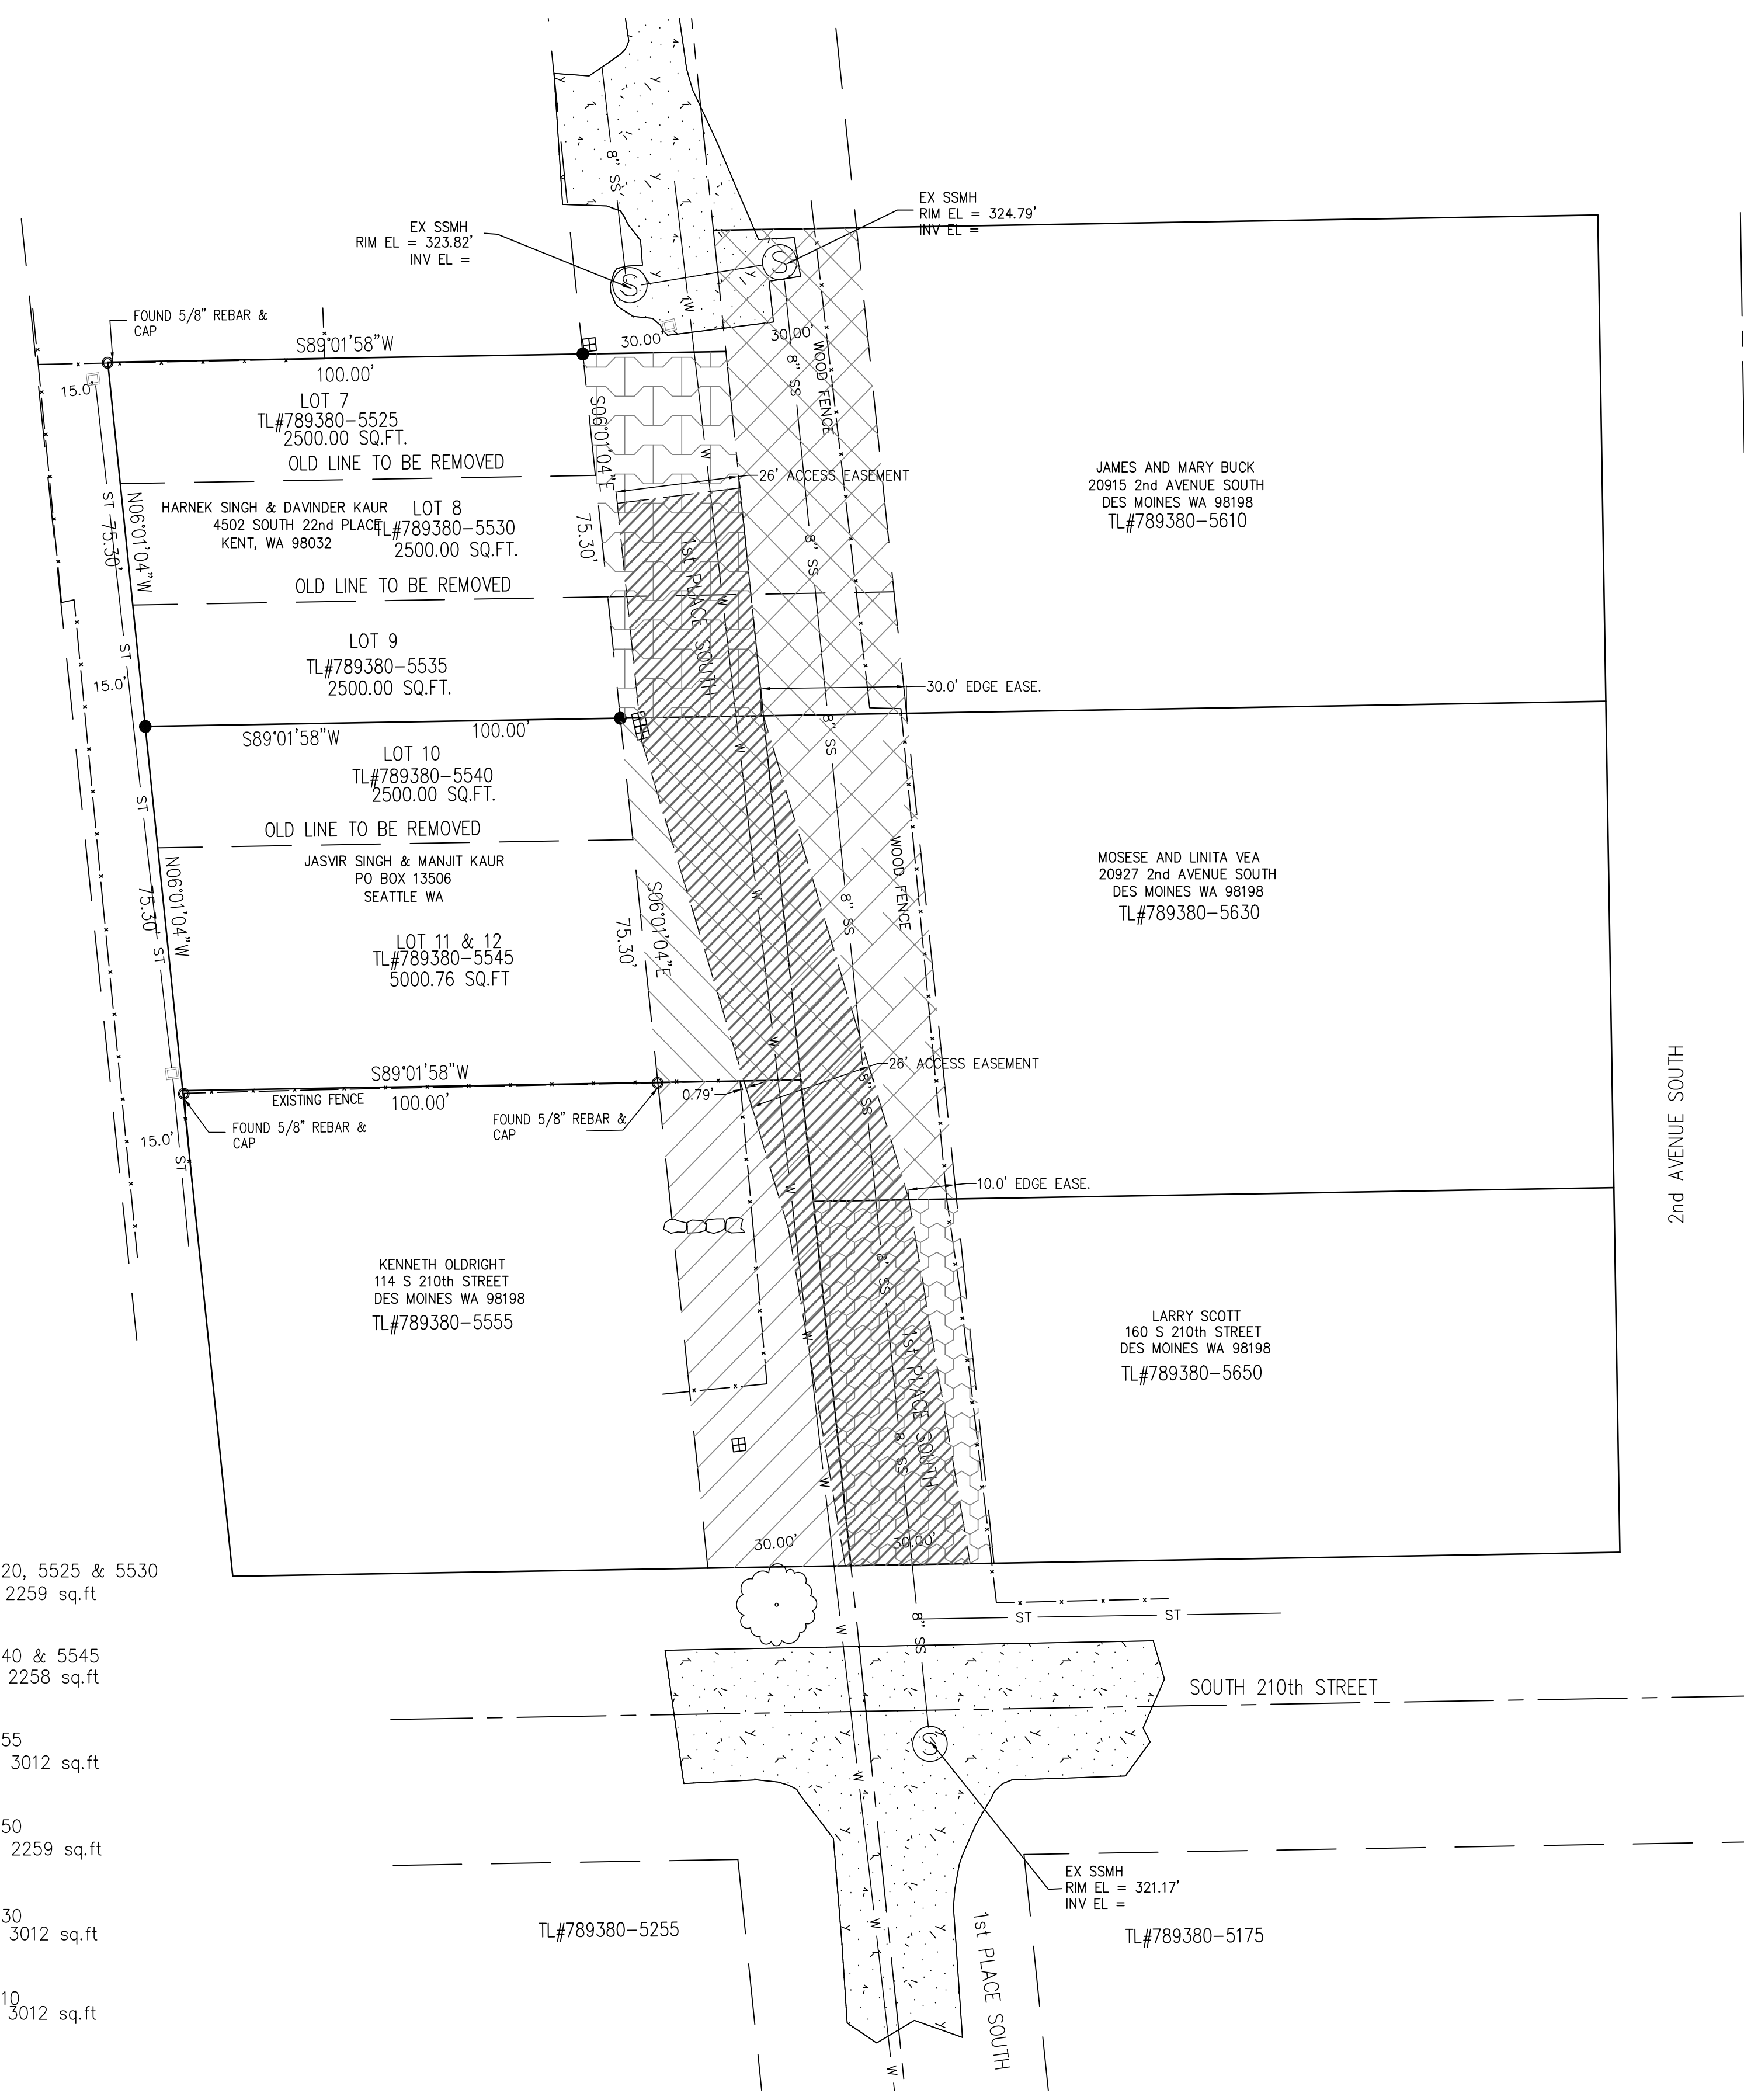 EX SSMH
RIM EL = 323.82'
INV EL =
EX SSMH
RIM EL = 324.79'
INV EL =
8" SS
W
FOUND 5/8" REBAR &
CAP
S89°01'58"W
100.00'
30.00'
30.00'
15.0'
8" SS
WOOD FENCE
LOT 7
TL#789380-5525
2500.00 SQ.FT.
OLD LINE TO BE REMOVED
S06°01'04"E
75.30'
W
26' ACCESS EASEMENT
ST
75.30'
N06°01'04"W
HARNEK SINGH & DAVINDER KAUR
4502 SOUTH 22nd PLACE
KENT, WA 98032
LOT 8
TL#789380-5530
2500.00 SQ.FT.
1st PLACE SOUTH
8" SS
JAMES AND MARY BUCK
20915 2nd AVENUE SOUTH
DES MOINES WA 98198
TL#789380-5610
OLD LINE TO BE REMOVED
W
LOT 9
TL#789380-5535
2500.00 SQ.FT.
ST
15.0'
30.0' EDGE EASE.
S89°01'58"W
100.00'
8" SS
W
LOT 10
TL#789380-5540
2500.00 SQ.FT.
ST
OLD LINE TO BE REMOVED
JASVIR SINGH & MANJIT KAUR
PO BOX 13506
SEATTLE WA
N06°01'04"W
75.30'
ST
S06°01'04"E
75.30'
W
8" SS
WOOD FENCE
MOSESE AND LINITA VEA
20927 2nd AVENUE SOUTH
DES MOINES WA 98198
TL#789380-5630
LOT 11 & 12
TL#789380-5545
5000.76 SQ.FT
W
S89°01'58"W
EXISTING FENCE
100.00'
0.79'
26' ACCESS EASEMENT
8" SS
FOUND 5/8" REBAR &
CAP
FOUND 5/8" REBAR &
CAP
15.0'
ST
W
10.0' EDGE EASE.
2nd AVENUE SOUTH
KENNETH OLDRIGHT
114 S 210th STREET
DES MOINES WA 98198
TL#789380-5555
8" SS
W
1st PLACE SOUTH
LARRY SCOTT
160 S 210th STREET
DES MOINES WA 98198
TL#789380-5650
8' SS
W
30.00'
30.00'
20, 5525 & 5530
2259 sq.ft
W
8" SS
ST
ST
40 & 5545
2258 sq.ft
SOUTH 210th STREET
55
3012 sq.ft
W
50
2259 sq.ft
EX SSMH
RIM EL = 321.17'
INV EL =
30
3012 sq.ft
TL#789380-5255
W
1st PLACE SOUTH
TL#789380-5175
10
3012 sq.ft
W